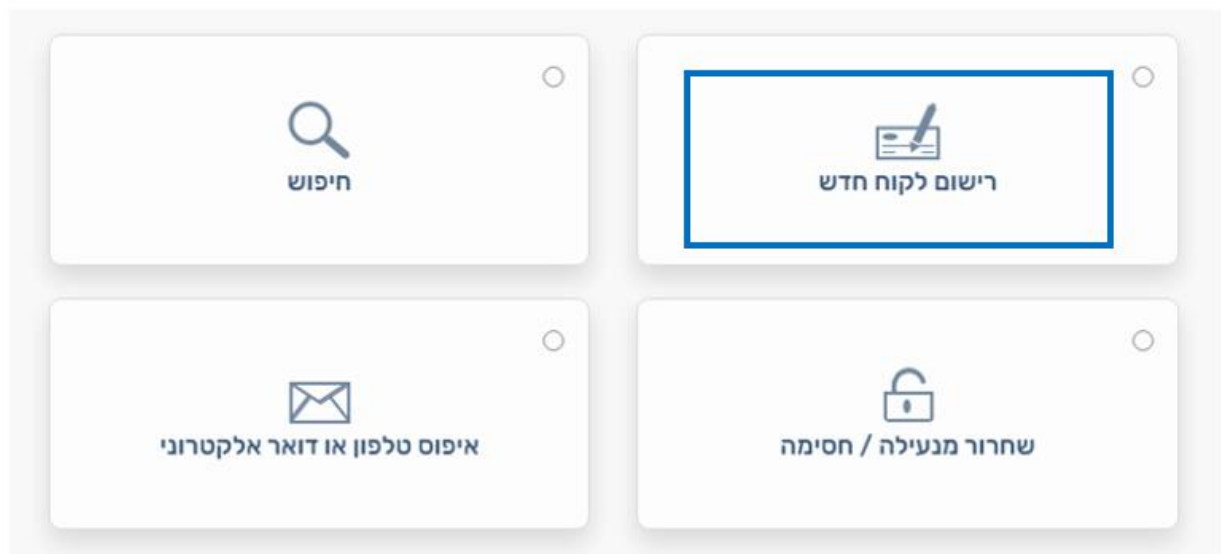 רישום לקוח חדש
חיפוש
שחרור מנעילה / חסימה
איפוס טלפון או דואר אלקטרוני